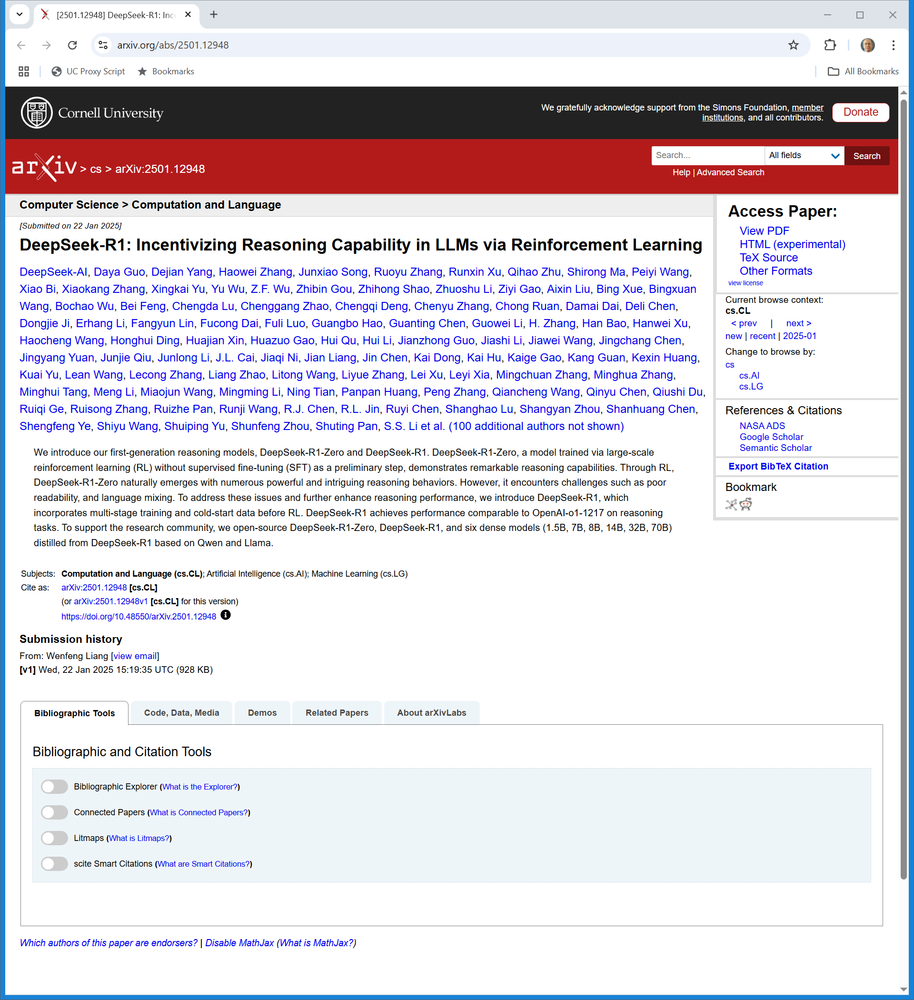 [2501.12948] DeepSeek-R1: Inc
arxiv.org/abs/2501.12948
UC Proxy Script
Bookmarks
All Bookmarks
Cornell University
We gratefully acknowledge support from the Simons Foundation, member
institutions, and all contributors.
Donate
arXiv > cs > arXiv:2501.12948
Search...
All fields
Search
Help | Advanced Search
Computer Science > Computation and Language
[Submitted on 22 Jan 2025]
DeepSeek-R1: Incentivizing Reasoning Capability in LLMs via Reinforcement Learning
DeepSeek-AI, Daya Guo, Dejian Yang, Haowei Zhang, Junxiao Song, Ruoyu Zhang, Runxin Xu, Qihao Zhu, Shirong Ma, Peiyi Wang,
Xiao Bi, Xiaokang Zhang, Xingkai Yu, Yu Wu, Z.F. Wu, Zhibin Gou, Zhihong Shao, Zhuoshu Li, Ziyi Gao, Aixin Liu, Bing Xue, Bingxuan
Wang, Bochao Wu, Bei Feng, Chengda Lu, Chenggang Zhao, Chengqi Deng, Chenyu Zhang, Chong Ruan, Damai Dai, Deli Chen,
Dongjie Ji, Erhang Li, Fangyun Lin, Fucong Dai, Fuli Luo, Guangbo Hao, Guanting Chen, Guowei Li, H. Zhang, Han Bao, Hanwei Xu,
Haocheng Wang, Honghui Ding, Huajian Xin, Huazuo Gao, Hui Qu, Hui Li, Jianzhong Guo, Jiashi Li, Jiawei Wang, Jingchang Chen,
Jingyang Yuan, Junjie Qiu, Junlong Li, J.L. Cai, Jiaqi Ni, Jian Liang, Jin Chen, Kai Dong, Kai Hu, Kaige Gao, Kang Guan, Kexin Huang,
Kuai Yu, Lean Wang, Lecong Zhang, Liang Zhao, Litong Wang, Liyue Zhang, Lei Xu, Leyi Xia, Mingchuan Zhang, Minghua Zhang,
Minghui Tang, Meng Li, Miaojun Wang, Mingming Li, Ning Tian, Panpan Huang, Peng Zhang, Qiancheng Wang, Qinyu Chen, Qiushi Du,
Ruiqi Ge, Ruisong Zhang, Ruizhe Pan, Runji Wang, R.J. Chen, R.L. Jin, Ruyi Chen, Shanghao Lu, Shangyan Zhou, Shanhuang Chen,
Shengfeng Ye, Shiyu Wang, Shuiping Yu, Shunfeng Zhou, Shuting Pan, S.S. Li et al. (100 additional authors not shown)
We introduce our first-generation reasoning models, DeepSeek-R1-Zero and DeepSeek-R1. DeepSeek-R1-Zero, a model trained via large-scale
reinforcement learning (RL) without supervised fine-tuning (SFT) as a preliminary step, demonstrates remarkable reasoning capabilities. Through RL,
DeepSeek-R1-Zero naturally emerges with numerous powerful and intriguing reasoning behaviors. However, it encounters challenges such as poor
readability, and language mixing. To address these issues and further enhance reasoning performance, we introduce DeepSeek-R1, which
incorporates multi-stage training and cold-start data before RL. DeepSeek-R1 achieves performance comparable to OpenAI-o1-1217 on reasoning
tasks. To support the research community, we open-source DeepSeek-R1-Zero, DeepSeek-R1, and six dense models (1.5B, 7B, 8B, 14B, 32B, 70B)
distilled from DeepSeek-R1 based on Qwen and Llama.
Subjects: Computation and Language (cs.CL); Artificial Intelligence (cs.AI); Machine Learning (cs.LG)
Cite as: arXiv:2501.12948 [cs.CL]
(or arXiv:2501.12948v1 [cs.CL] for this version)
https://doi.org/10.48550/arXiv.2501.12948
Submission history
From: Wenfeng Liang [view email]
[v1] Wed, 22 Jan 2025 15:19:35 UTC (928 KB)
Access Paper:
View PDF
HTML (experimental)
TeX Source
Other Formats
view license
Current browse context:
cs.CL
< prev | next >
new | recent | 2025-01
Change to browse by:
cs
cs.AI
cs.LG
References & Citations
NASA ADS
Google Scholar
Semantic Scholar
Export BibTeX Citation
Bookmark
Bibliographic Tools
Code, Data, Media
Demos
Related Papers
About arXivLabs
Bibliographic and Citation Tools
Bibliographic Explorer (What is the Explorer?)
Connected Papers (What is Connected Papers?)
Litmaps (What is Litmaps?)
scite Smart Citations (What are Smart Citations?)
Which authors of this paper are endorsers? | Disable MathJax (What is MathJax?)